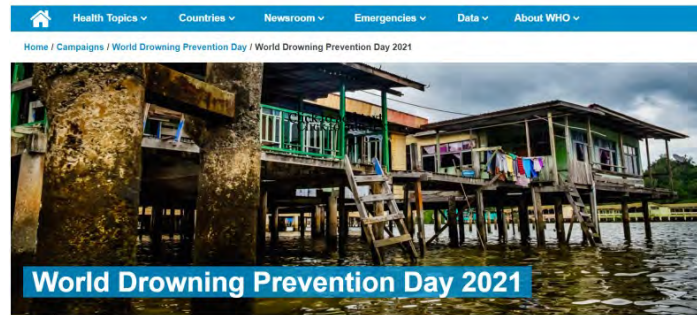 Health Topics Countries Newsroom Emergencies Data About WHO
Home / Campaigns / World Drowning Prevention Day / World Drowning Prevention Day 2021
World Drowning Prevention Day 2021